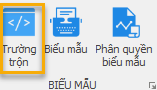 </>
Trường trộn
Biểu mẫu
Phân quyền biểu mẫu
BIỂU MẪU